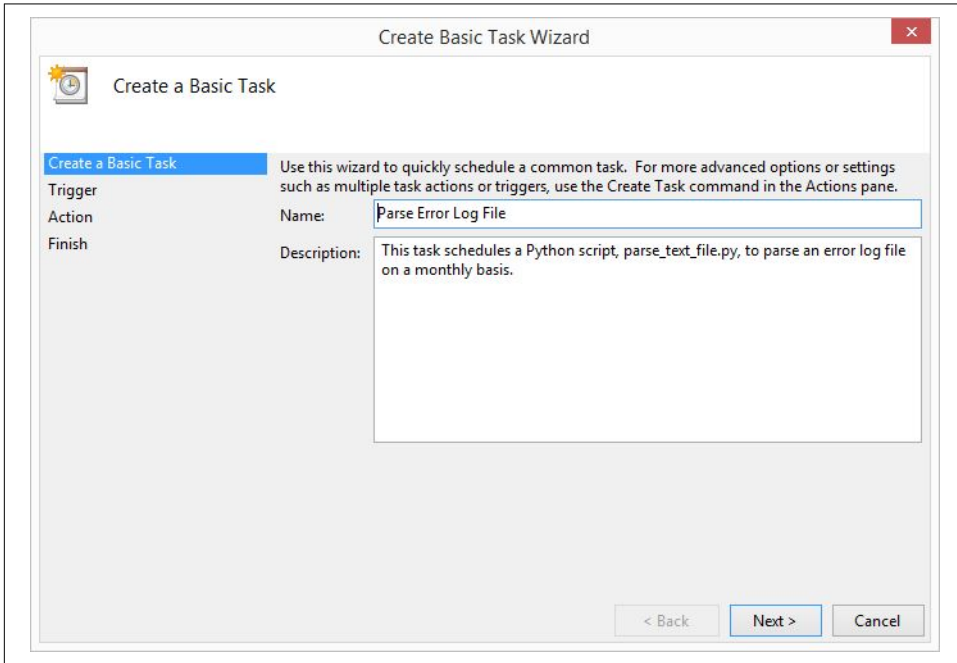 Create Basic Task Wizard
Create a Basic Task
Create a Basic Task
Trigger
Action
Finish
Use this wizard to quickly schedule a common task.  For more advanced options or settings
such as multiple task actions or triggers, use the Create Task command in the Actions pane.
Name:
Parse Error Log File
Description:
This task schedules a Python script, parse_text_file.py, to parse an error log file
on a monthly basis.
< Back
Next >
Cancel